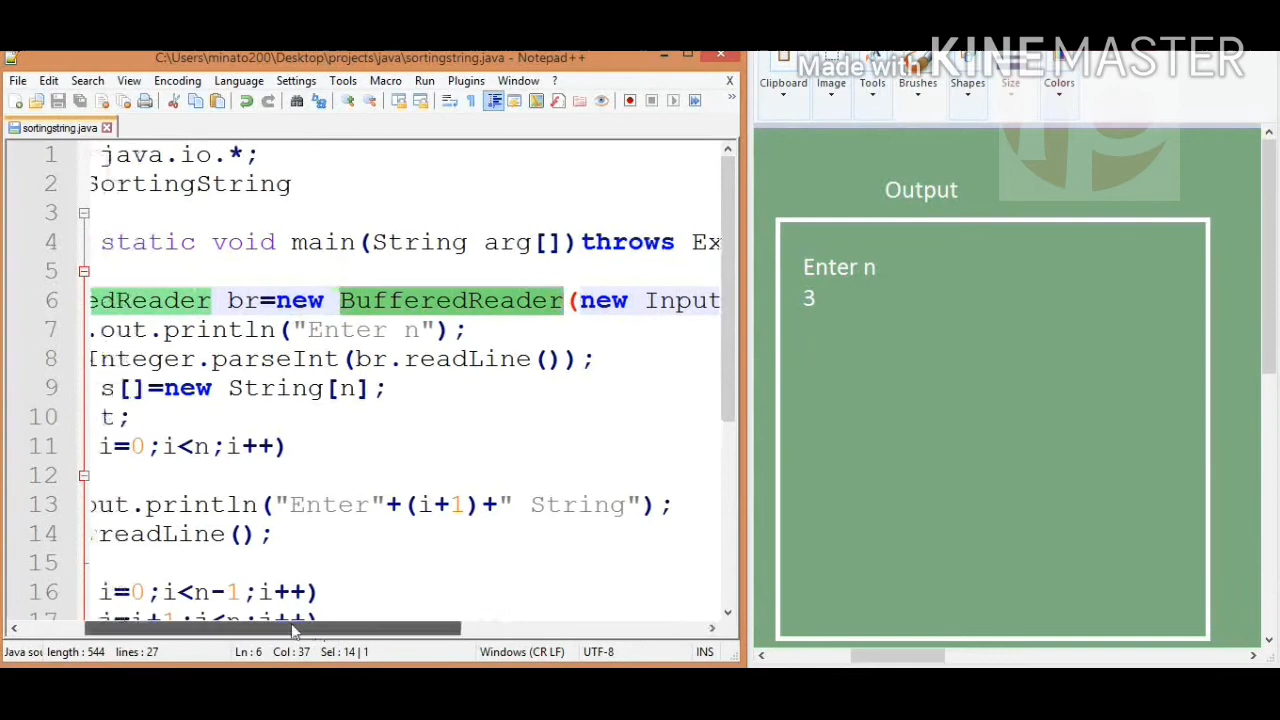 Made with KINEMASTER
C:\Users\minato200\Desktop\projects\java\sortingstring.java - Notepad++
File Edit Search View Encoding Language Settings Tools Macro Run Plugins Window ? X
sortingstring.java
1 java.io.*;
2 SortingString
3
4 static void main(String arg[])throws Ex
5
6 edReader br=new BufferedReader(new Input
7 .out.println("Enter n");
8 Integer.parseInt(br.readLine());
9 s[]=new String[n];
10 t;
11 i=0;i<n;i++)
12
13 out.println("Enter"+(i+1)+" String");
14 readLine();
15
16 i=0;i<n-1;i++)
17 j=i+1;j<n;j++)
Java sou length : 544 lines : 27 Ln : 6 Col : 37 Sel : 14 | 1 Windows (CR LF) UTF-8 INS
Clipboard Image Tools Brushes Shapes Size Colors
Output
Enter n
3